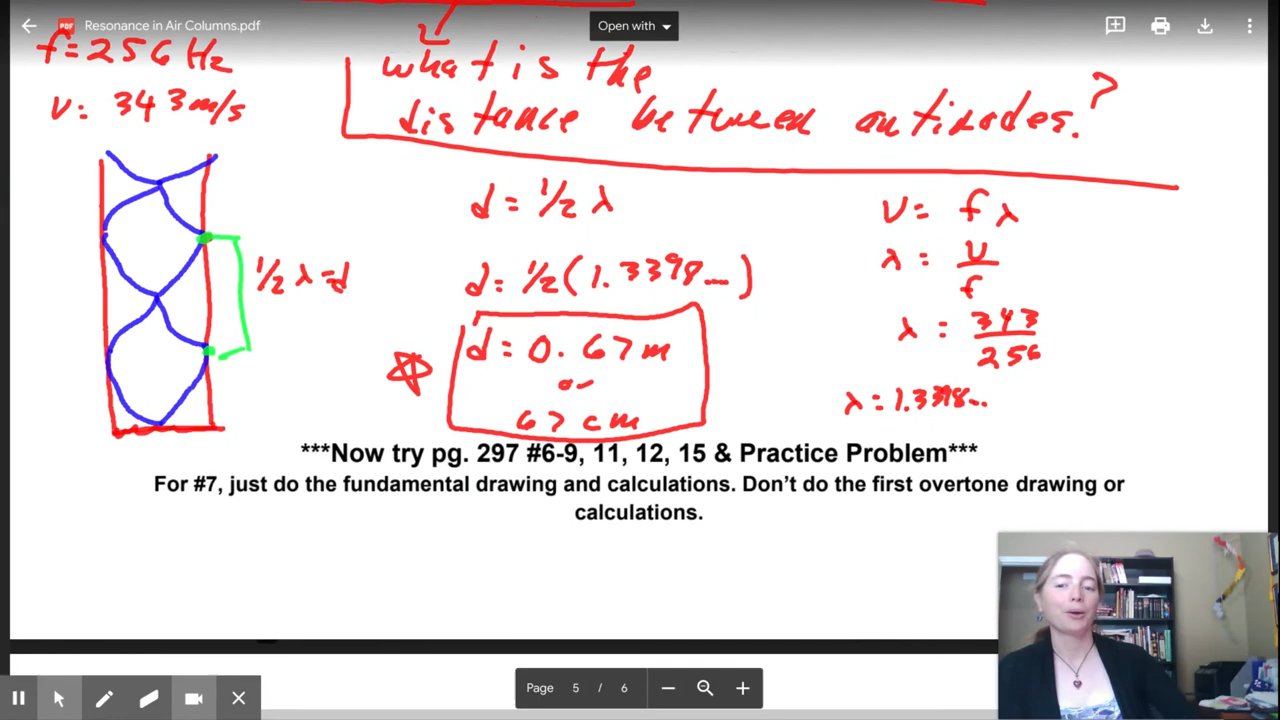 Resonance in Air Columns.pdf
Open with
f=256 Hz
v: 343m/s
what is the
distance between antinodes.?
d = 1/2 λ
d= 1/2 (1.3398...)
d= 0.67m
or
67 cm
1/2 λ=d
v= fλ
λ = v/f
λ = 343/256
λ = 1.3398...
***Now try pg. 297 #6-9, 11, 12, 15 & Practice Problem***
For #7, just do the fundamental drawing and calculations. Don’t do the first overtone drawing or
calculations.
Page 5 / 6